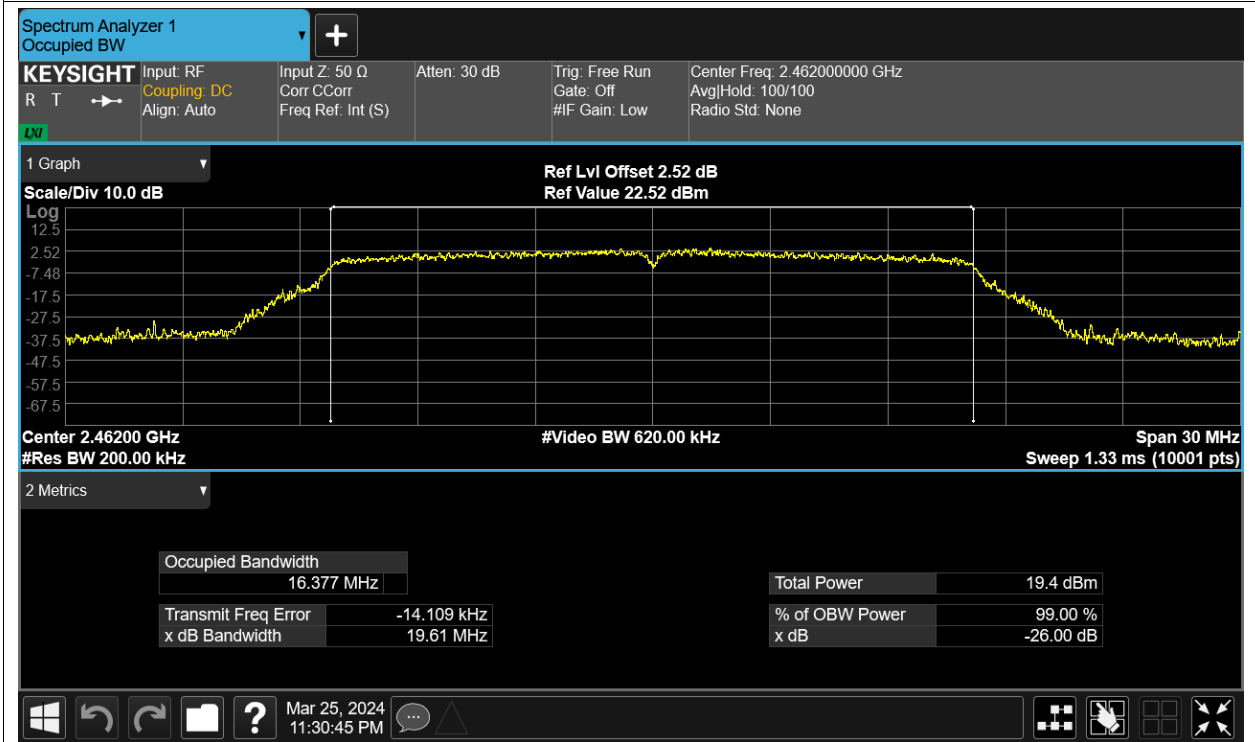 Spectrum Analyzer 1
Occupied BW
KEYSIGHT Input: RF Input Z: 50 Ω Atten: 30 dB Trig: Free Run Center Freq: 2.462000000 GHz
R T Coupling: DC Corr CCorr Gate: Off Avg|Hold: 100/100
Align: Auto Freq Ref: Int (S) #IF Gain: Low Radio Std: None
LXI
1 Graph
Ref Lvl Offset 2.52 dB
Scale/Div 10.0 dB Ref Value 22.52 dBm
Log
12.5
2.52
-7.48
-17.5
-27.5
-37.5
-47.5
-57.5
-67.5
Center 2.46200 GHz #Video BW 620.00 kHz Span 30 MHz
#Res BW 200.00 kHz Sweep 1.33 ms (10001 pts)
2 Metrics
Occupied Bandwidth
16.377 MHz Total Power 19.4 dBm
Transmit Freq Error -14.109 kHz % of OBW Power 99.00 %
x dB Bandwidth 19.61 MHz x dB -26.00 dB
? Mar 25, 2024
11:30:45 PM